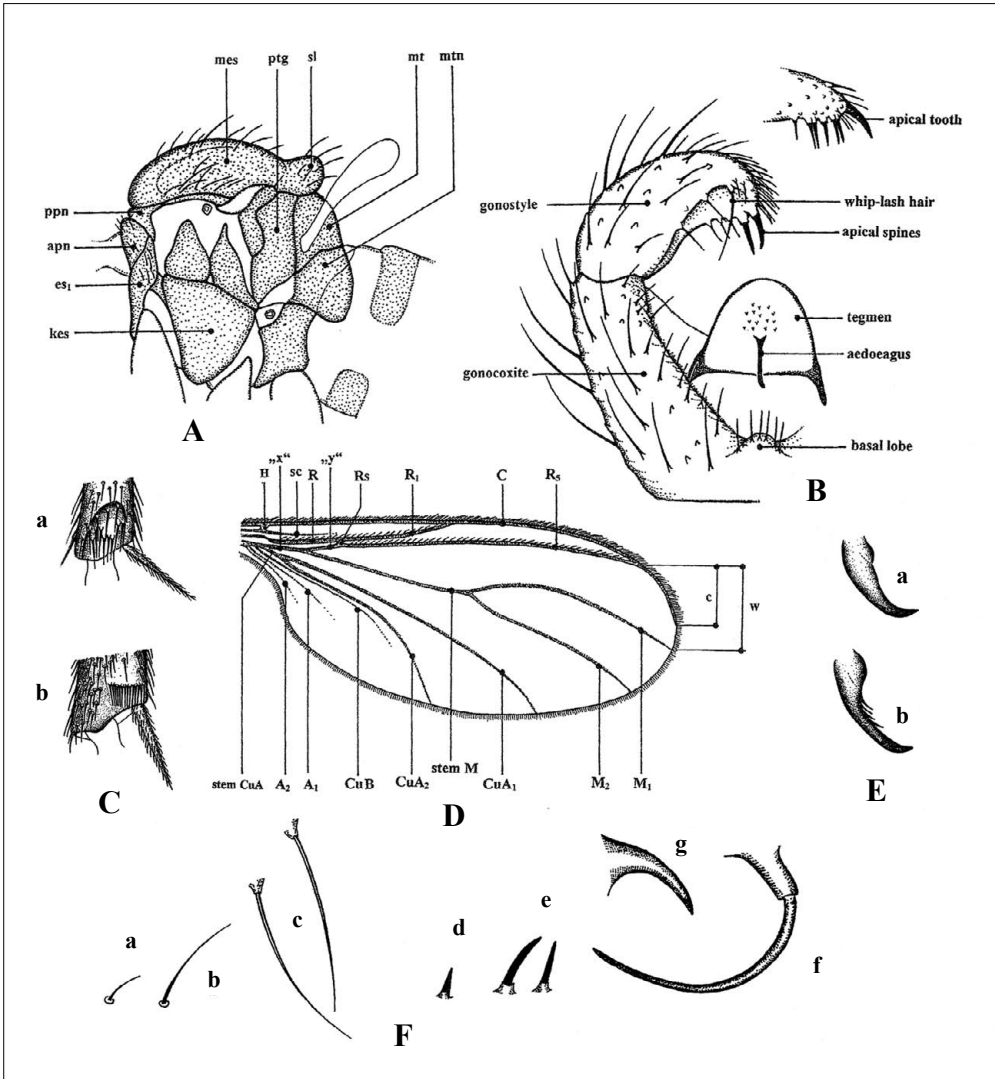 mes ptg sl mt mtn
apical tooth
ppn
apn
es₁
kes
A
gonostyle
whip-lash hair
apical spines
tegmen
gonocoxite
aedoeagus
basal lobe
B
a
b
C
H „x“ sc R „y“ Rs R₁ C R₅
c
w
stem CuA A₂ A₁ CuB CuA₂ stem M CuA₁ M₂ M₁
D
a
b
E
a
b
c
d
e
g
f
F